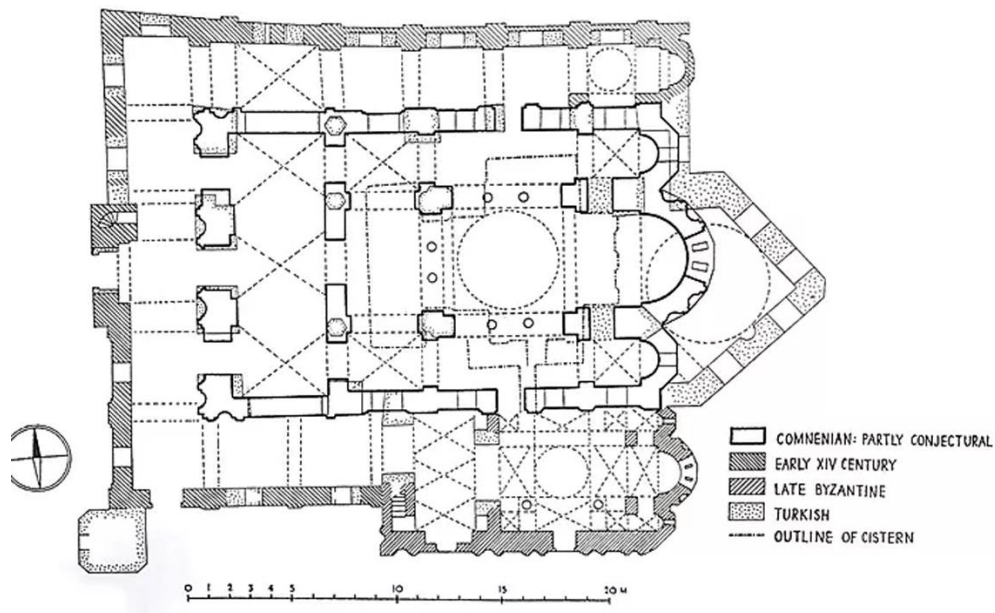 COMNENIAN: PARTLY CONJECTURAL
EARLY XIV CENTURY
LATE BYZANTINE
TURKISH
OUTLINE OF CISTERN
0 1 2 3 4 5 10 15 20 M